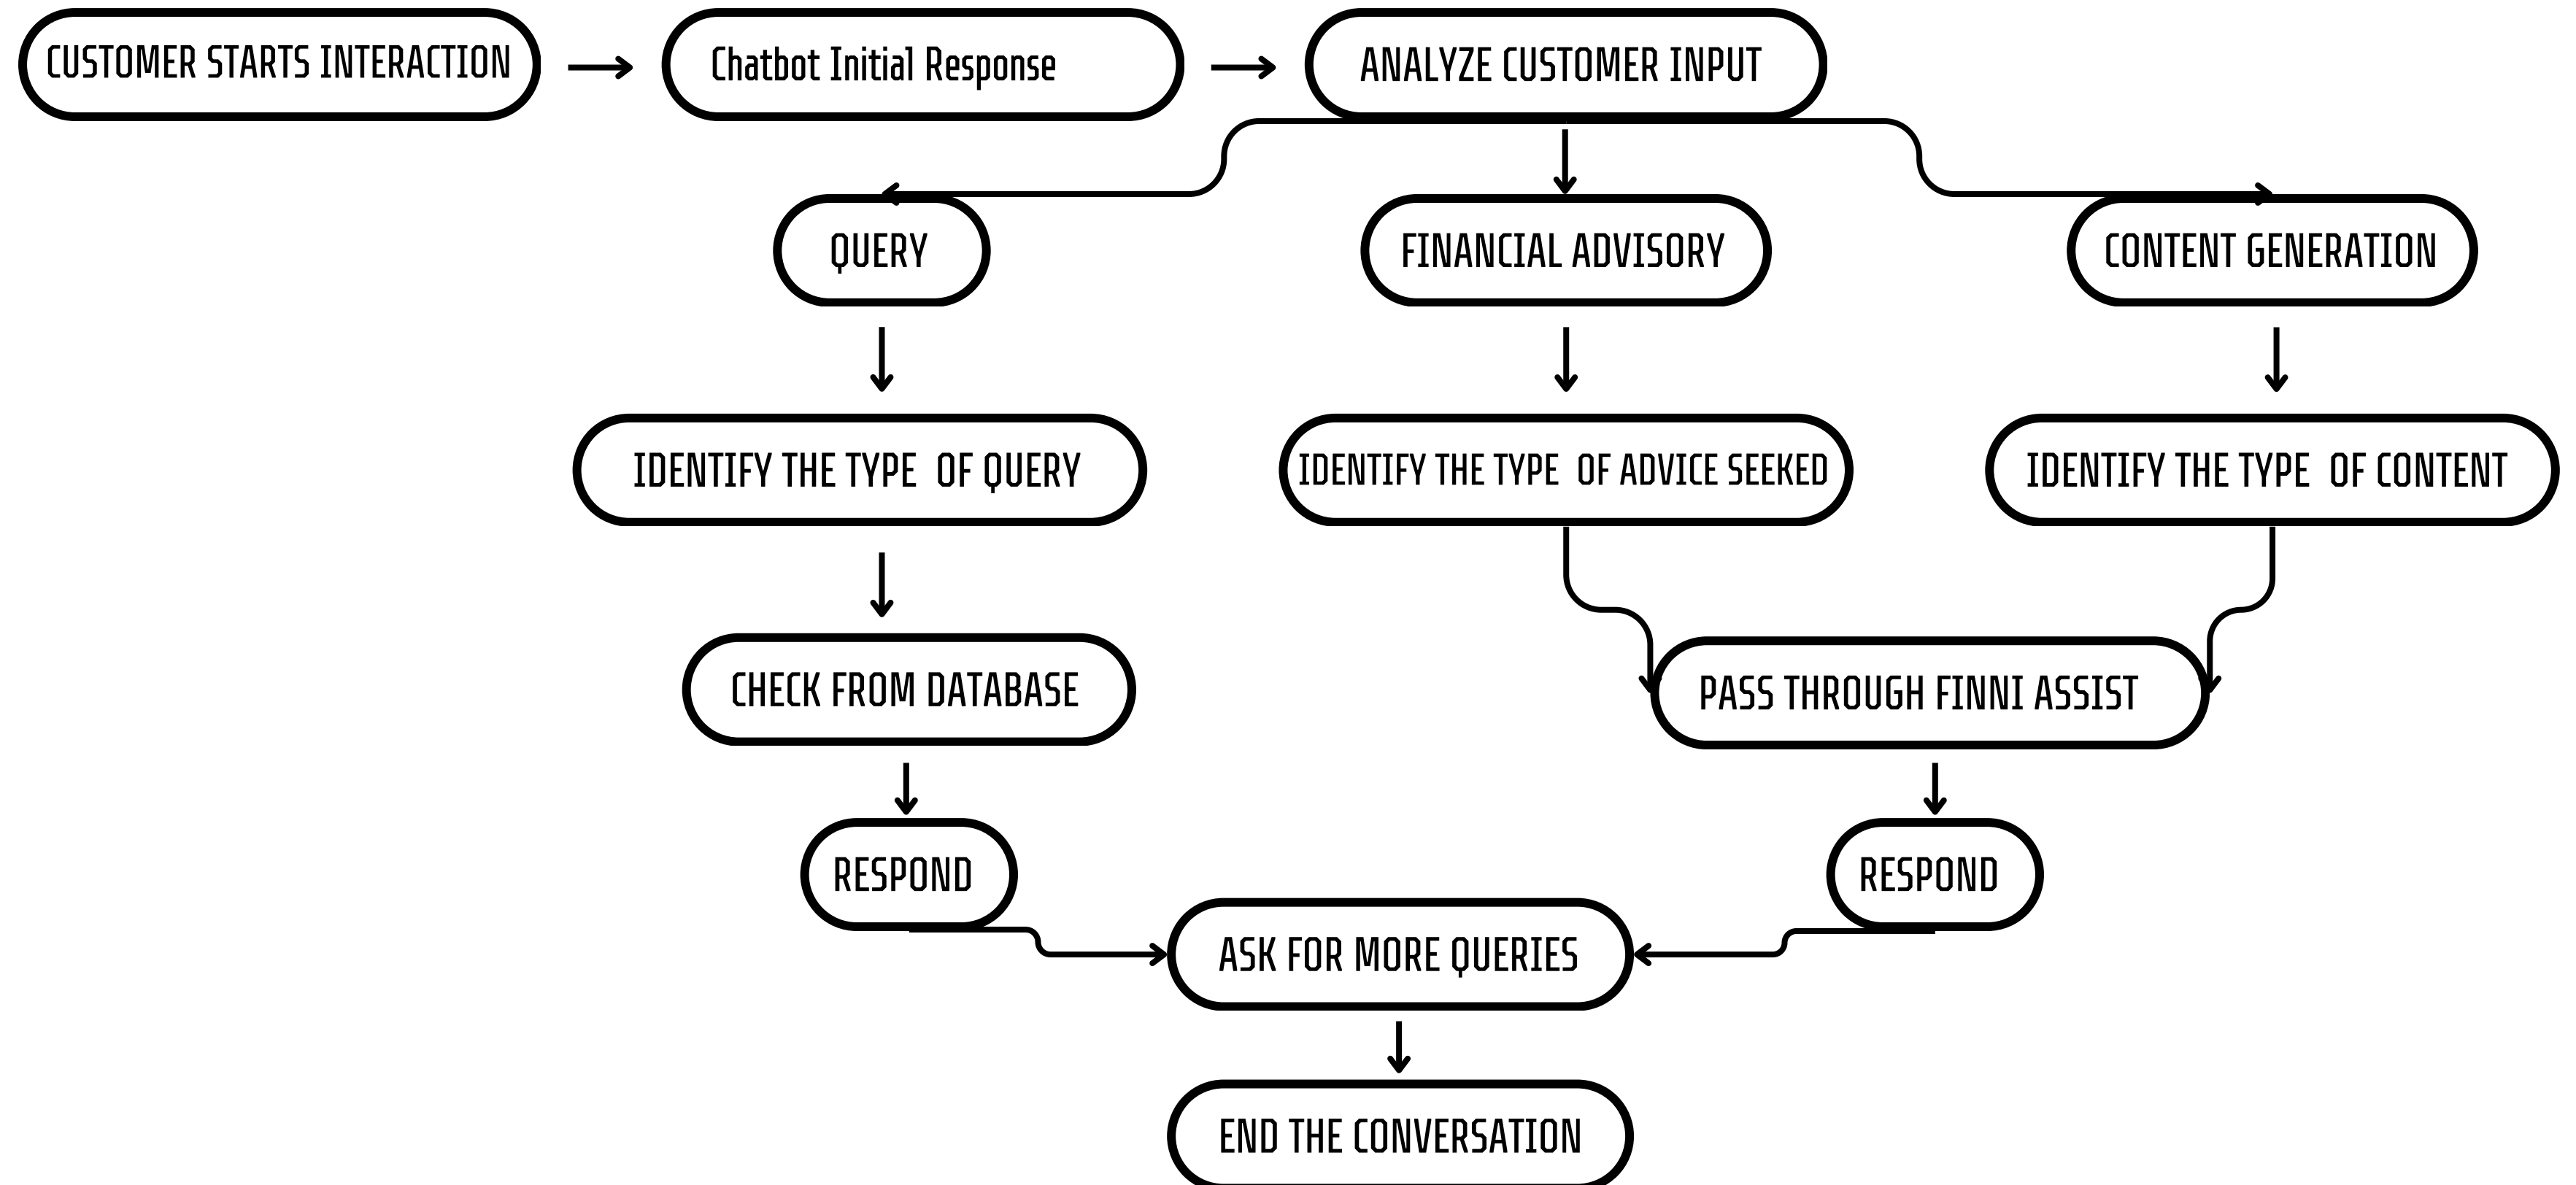 CUSTOMER STARTS INTERACTION
Chatbot Initial Response
ANALYZE CUSTOMER INPUT
QUERY
FINANCIAL ADVISORY
CONTENT GENERATION
IDENTIFY THE TYPE  OF QUERY
IDENTIFY THE TYPE  OF ADVICE SEEKED
IDENTIFY THE TYPE  OF CONTENT
CHECK FROM DATABASE
PASS THROUGH FINNI ASSIST
RESPOND
RESPOND
ASK FOR MORE QUERIES
END THE CONVERSATION